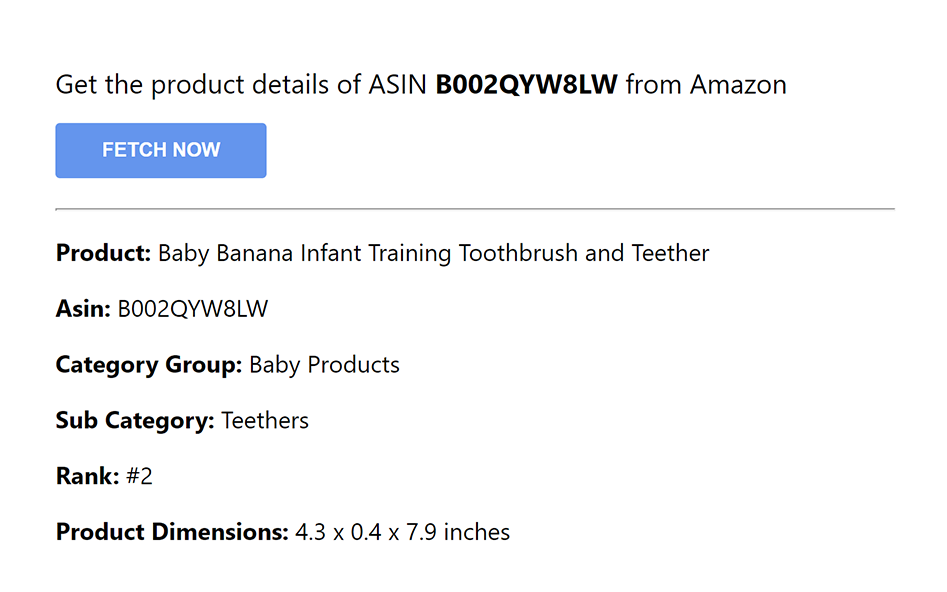 Get the product details of ASIN B002QYW8LW from Amazon
FETCH NOW
Product: Baby Banana Infant Training Toothbrush and Teether
Asin: B002QYW8LW
Category Group: Baby Products
Sub Category: Teethers
Rank: #2
Product Dimensions: 4.3 x 0.4 x 7.9 inches